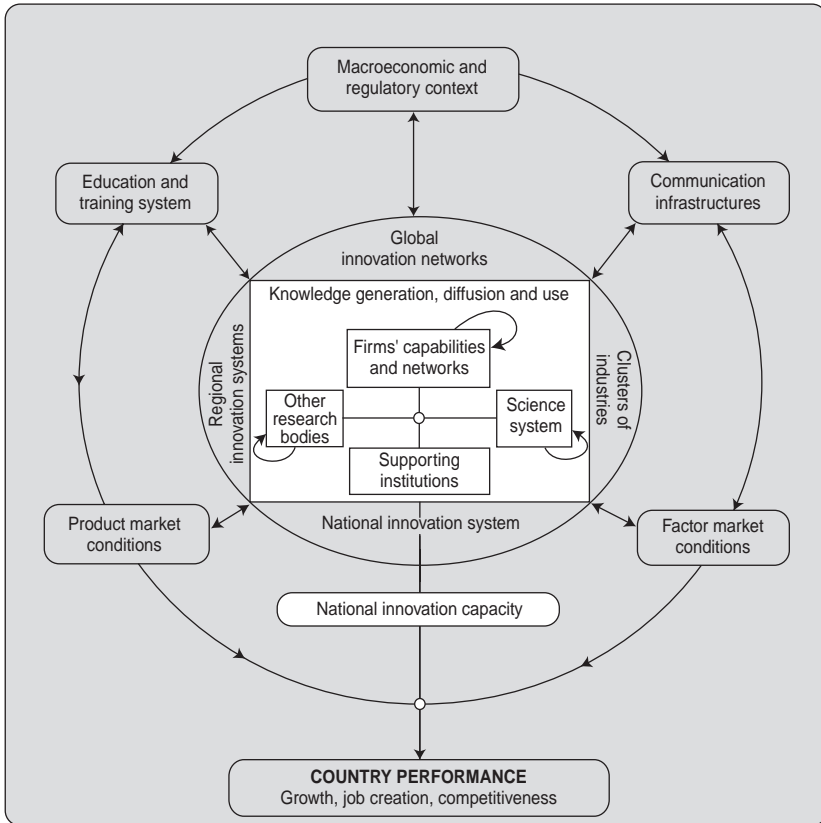 Macroeconomic and
regulatory context
Education and
training system
Communication
infrastructures
Global
innovation networks
Knowledge generation, diffusion and use
Firms' capabilities
and networks
Regional
innovation systems
Clusters of
industries
Other
research
bodies
Science
system
Supporting
institutions
Product market
conditions
National innovation system
Factor market
conditions
National innovation capacity
COUNTRY PERFORMANCE
Growth, job creation, competitiveness